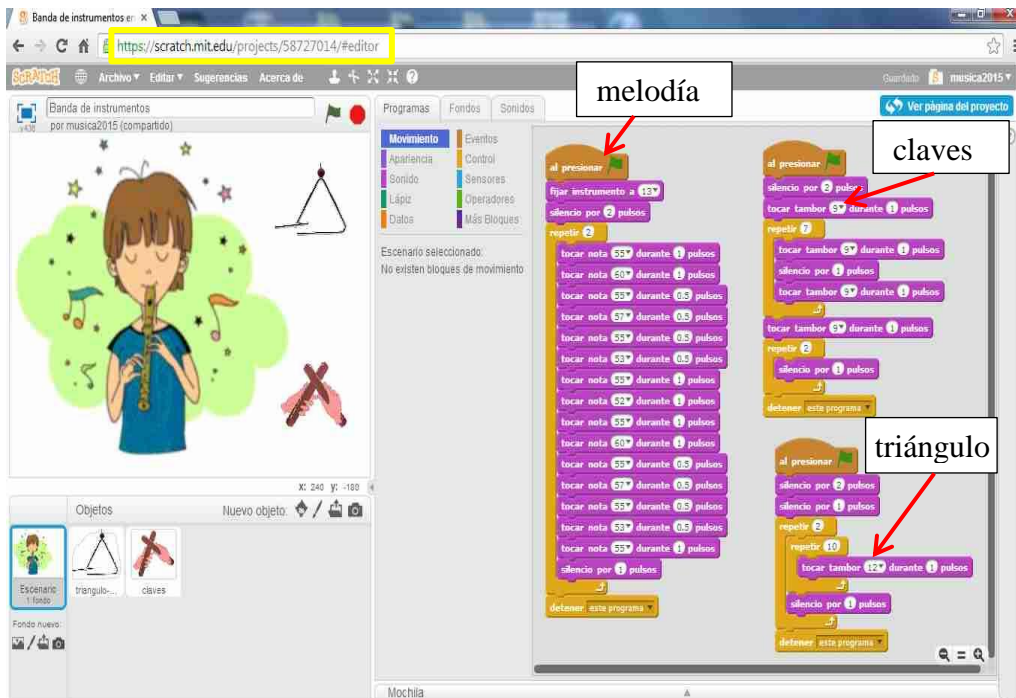 Banda de instrumentos en
https://scratch.mit.edu/projects/58727014/#editor
SCRATCH Archivo Editar Sugerencias Acerca de Guardado musica2015
Banda de instrumentos
por musica2015 (compartido)
v436
Programas Fondos Sonidos
Ver página del proyecto
Movimiento Eventos
Apariencia Control
Sonido Sensores
Lápiz Operadores
Datos Más Bloques
Escenario seleccionado:
No existen bloques de movimiento
melodía
al presionar
fijar instrumento a 13
silencio por 2 pulsos
repetir 2
tocar nota 55 durante 1 pulsos
tocar nota 60 durante 1 pulsos
tocar nota 55 durante 0.5 pulsos
tocar nota 57 durante 0.5 pulsos
tocar nota 55 durante 0.5 pulsos
tocar nota 53 durante 0.5 pulsos
tocar nota 55 durante 1 pulsos
tocar nota 52 durante 1 pulsos
tocar nota 55 durante 1 pulsos
tocar nota 60 durante 1 pulsos
tocar nota 55 durante 0.5 pulsos
tocar nota 57 durante 0.5 pulsos
tocar nota 55 durante 0.5 pulsos
tocar nota 53 durante 0.5 pulsos
tocar nota 55 durante 1 pulsos
silencio por 1 pulsos
detener este programa
claves
al presionar
silencio por 2 pulsos
tocar tambor 9 durante 1 pulsos
repetir 7
tocar tambor 9 durante 1 pulsos
silencio por 1 pulsos
tocar tambor 9 durante 1 pulsos
tocar tambor 9 durante 1 pulsos
repetir 2
silencio por 1 pulsos
detener este programa
triángulo
al presionar
silencio por 2 pulsos
silencio por 1 pulsos
repetir 2
repetir 10
tocar tambor 12 durante 1 pulsos
silencio por 1 pulsos
detener este programa
x: 240 y: -180
Objetos Nuevo objeto:
Escenario
1 fondo
triangulo-...
claves
Fondo nuevo:
Mochila